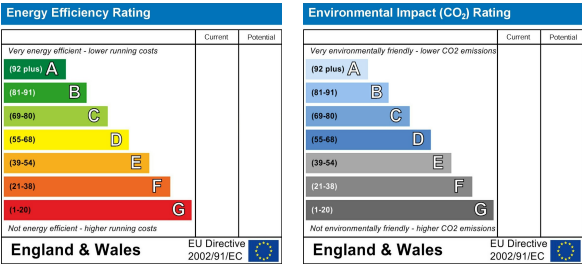 Energy Efficiency Rating
Current Potential
Very energy efficient - lower running costs
(92 plus) A
(81-91) B
(69-80) C
(55-68) D
(39-54) E
(21-38) F
(1-20) G
Not energy efficient - higher running costs
England & Wales
EU Directive
2002/91/EC
Environmental Impact (CO₂) Rating
Current Potential
Very environmentally friendly - lower CO2 emissions
(92 plus) A
(81-91) B
(69-80) C
(55-68) D
(39-54) E
(21-38) F
(1-20) G
Not environmentally friendly - higher CO2 emissions
England & Wales
EU Directive
2002/91/EC